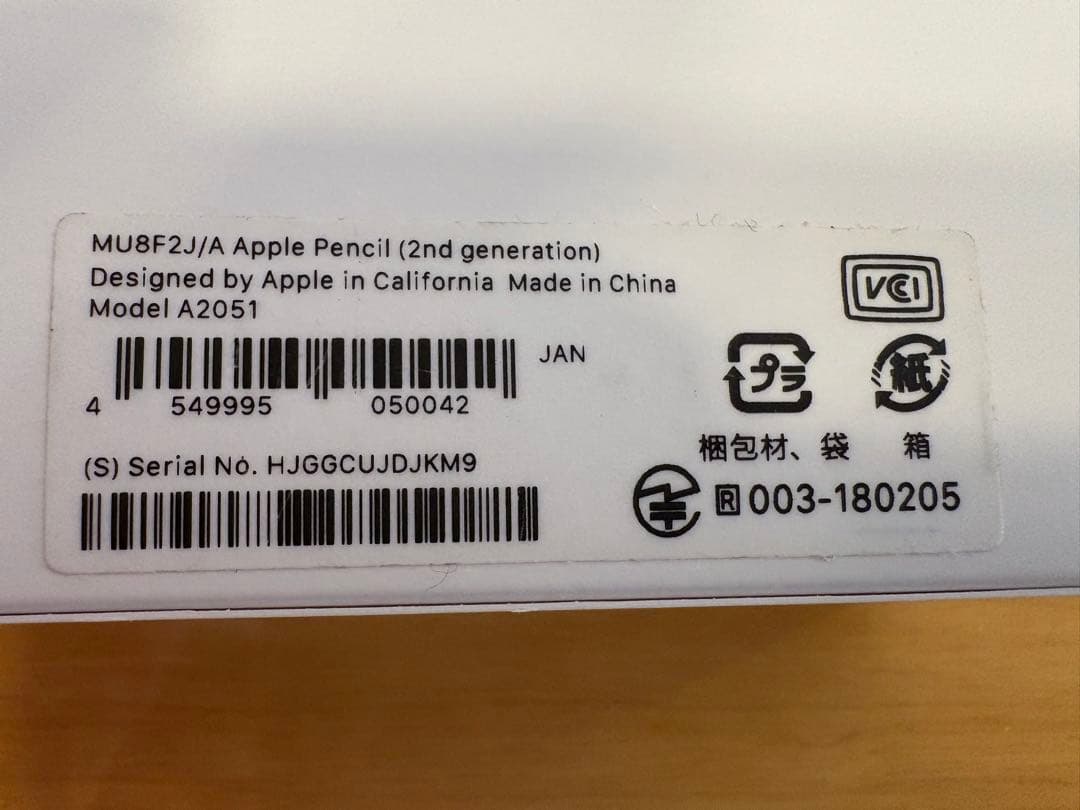 MU8F2J/A Apple Pencil (2nd generation)
Designed by Apple in California Made in China
Model A2051
JAN
4 549995 050042
(S) Serial No. HJGGCUJDJKM9
VCI
プラ
紙
梱包材、袋
箱
R 003-180205